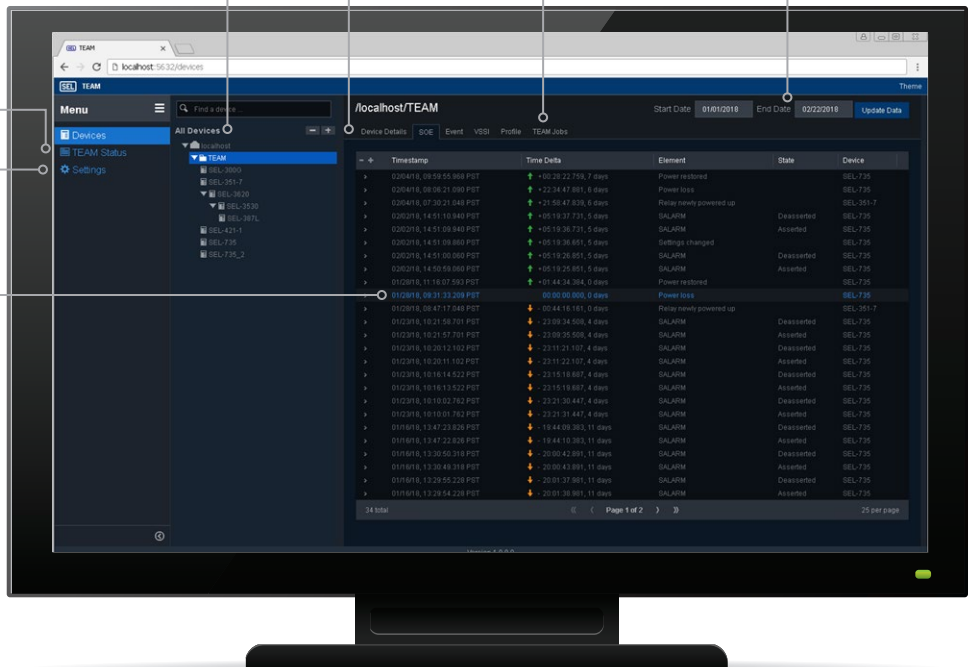 SEL TEAM
localhost:5632/devices
SEL TEAM
Theme
Menu
Devices
TEAM Status
Settings
Find a device ...
All Devices
localhost
TEAM
SEL-351-7
SEL-3620
SEL-3530
SEL-387L
SEL-421-1
SEL-735
SEL-735_2
/localhost/TEAM
Start Date 01/01/2018 End Date 02/22/2018 Update Data
Device Details SOE Event VSSI Profile TEAM Jobs
Timestamp Time Delta Element State Device
02/04/18, 09:59:55.968 PST +00:28:22.759, 7 days Power restored SEL-735
02/04/18, 08:06:21.090 PST +22:34:47.881, 6 days Power loss SEL-735
02/04/18, 07:30:21.048 PST +21:58:47.839, 6 days Relay newly powered up SEL-351-7
02/02/18, 14:51:10.940 PST +05:19:37.731, 5 days SALARM Deasserted SEL-735
02/02/18, 14:51:09.940 PST +05:19:36.731, 5 days SALARM Asserted SEL-735
02/02/18, 14:51:09.860 PST +05:19:36.651, 5 days Settings changed SEL-735
02/02/18, 14:51:00.060 PST +05:19:26.851, 5 days SALARM Deasserted SEL-735
02/02/18, 14:50:59.060 PST +05:19:25.851, 5 days SALARM Asserted SEL-735
01/28/18, 11:16:07.593 PST +01:44:34.384, 0 days Power restored SEL-735
01/28/18, 09:31:33.209 PST 00:00:00.000, 0 days Power loss SEL-735
01/28/18, 08:47:17.048 PST - 00:44:16.161, 0 days Relay newly powered up SEL-351-7
01/23/18, 10:21:58.701 PST - 23:09:34.508, 4 days SALARM Deasserted SEL-735
01/23/18, 10:21:57.701 PST - 23:09:35.508, 4 days SALARM Asserted SEL-735
01/23/18, 10:20:12.102 PST - 23:11:21.107, 4 days SALARM Deasserted SEL-735
01/23/18, 10:20:11.102 PST - 23:11:22.107, 4 days SALARM Asserted SEL-735
01/23/18, 10:16:14.522 PST - 23:15:18.687, 4 days SALARM Deasserted SEL-735
01/23/18, 10:16:13.522 PST - 23:15:19.687, 4 days SALARM Asserted SEL-735
01/23/18, 10:10:02.762 PST - 23:21:30.447, 4 days SALARM Deasserted SEL-735
01/23/18, 10:10:01.762 PST - 23:21:31.447, 4 days SALARM Asserted SEL-735
01/16/18, 13:47:23.826 PST - 19:44:09.383, 11 days SALARM Deasserted SEL-735
01/16/18, 13:47:22.826 PST - 19:44:10.383, 11 days SALARM Asserted SEL-735
01/16/18, 13:30:50.318 PST - 20:00:42.891, 11 days SALARM Deasserted SEL-735
01/16/18, 13:30:49.318 PST - 20:00:43.891, 11 days SALARM Asserted SEL-735
01/16/18, 13:29:55.228 PST - 20:01:37.981, 11 days SALARM Deasserted SEL-735
01/16/18, 13:29:54.228 PST - 20:01:38.981, 11 days SALARM Asserted SEL-735
34 total Page 1 of 2 25 per page